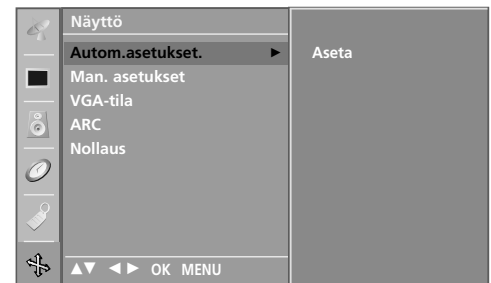 Näyttö
Autom.asetukset. ► Aseta
Man. asetukset
VGA-tila
ARC
Nollaus
▲▼ ◄► OK MENU